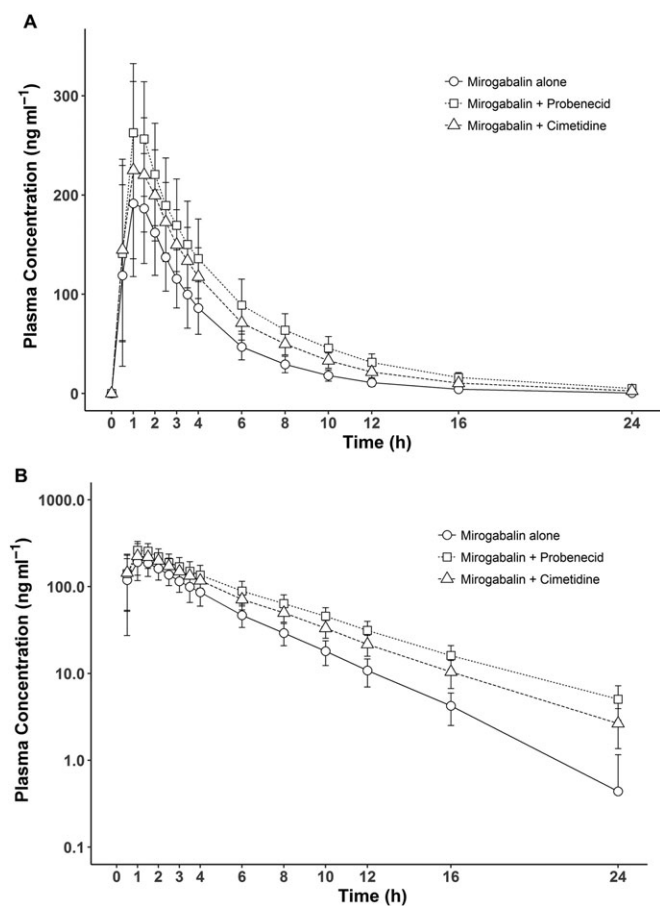 A
Plasma Concentration (ng ml−1)
300
200
100
0
Mirogabalin alone
Mirogabalin + Probenecid
Mirogabalin + Cimetidine
0 1 2 3 4 6 8 10 12 16 24
Time (h)
B
Plasma Concentration (ng ml−1)
1000.0
100.0
10.0
1.0
0.1
Mirogabalin alone
Mirogabalin + Probenecid
Mirogabalin + Cimetidine
0 1 2 3 4 6 8 10 12 16 24
Time (h)